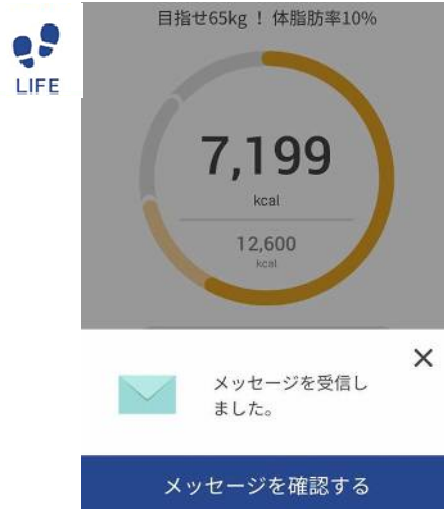 目指せ65kg ! 体脂肪率10%
LIFE
7,199
kcal
12,600
kcal
メッセージを受信し
ました。
メッセージを確認する